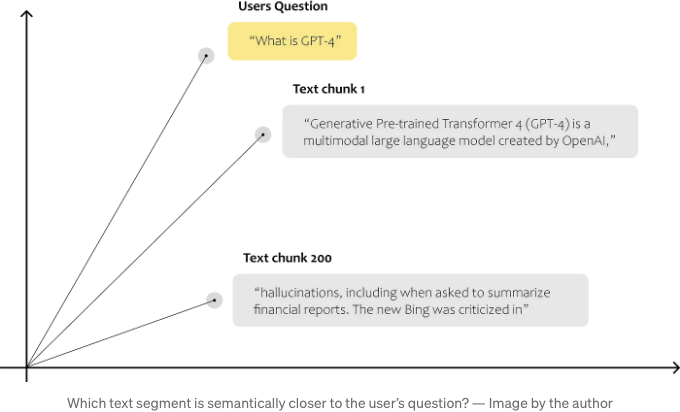 Users Question
“What is GPT-4”
Text chunk 1
“Generative Pre-trained Transformer 4 (GPT-4) is a
multimodal large language model created by OpenAI,”
Text chunk 200
“hallucinations, including when asked to summarize
financial reports. The new Bing was criticized in”
Which text segment is semantically closer to the user’s question? — Image by the author